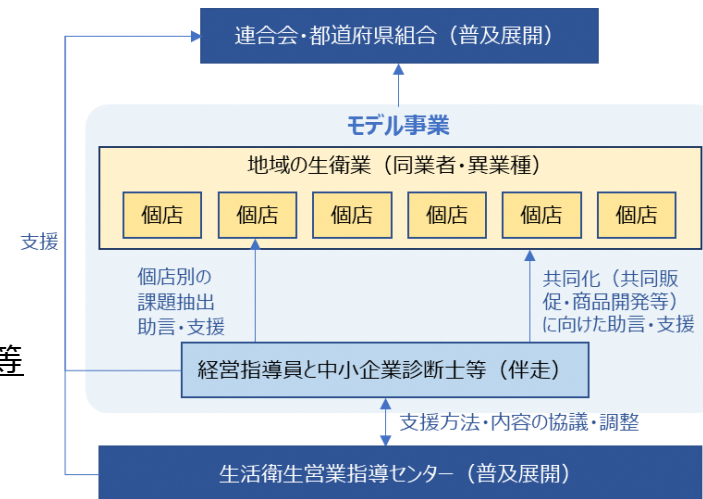 連合会・都道府県組合（普及展開）
モデル事業
地域の生衛業（同業者・異業種）
個店 個店 個店 個店 個店 個店
支援
個店別の
課題抽出
助言・支援
共同化（共同販
促・商品開発等）
に向けた助言・支援
等
経営指導員と中小企業診断士等（伴走）
支援方法・内容の協議・調整
生活衛生営業指導センター（普及展開）